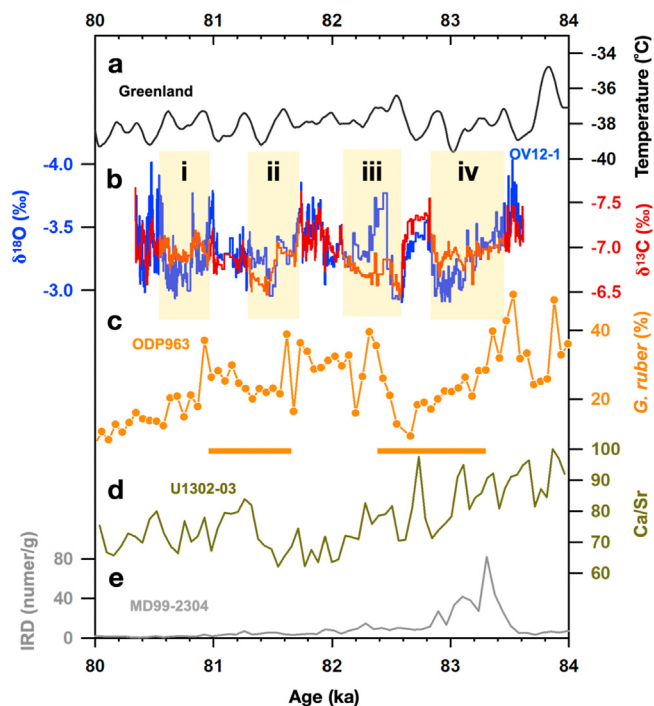 80 81 82 83 84
a
Greenland
-34
-36
-38
-40
Temperature (°C)
b
i ii iii iv
OV12-1
-4.0
-3.5
-3.0
δ18O (‰)
-7.5
-7.0
-6.5
δ13C (‰)
c
ODP963
40
20
G. ruber (%)
d
U1302-03
100
90
80
70
60
Ca/Sr
e
MD99-2304
80
40
0
IRD (numer/g)
80 81 82 83 84
Age (ka)